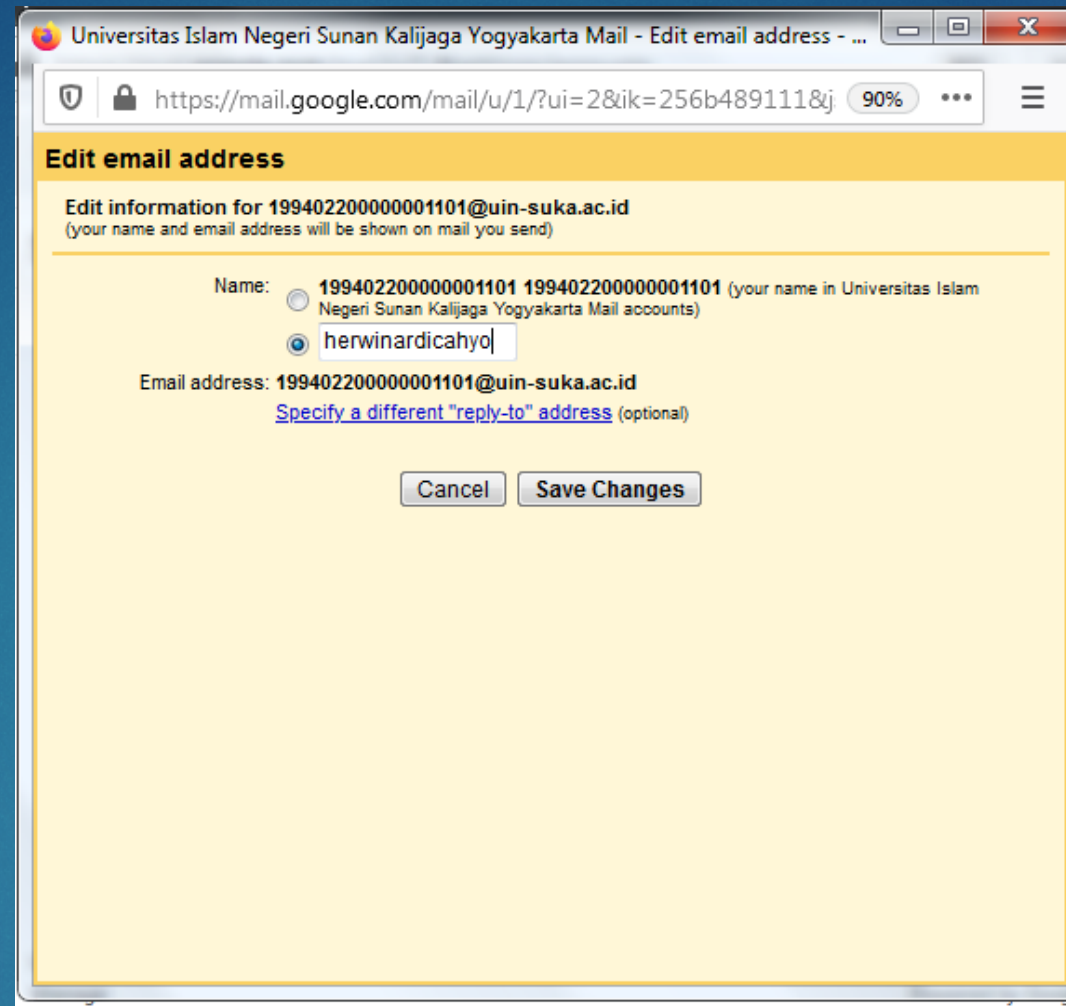 Universitas Islam Negeri Sunan Kalijaga Yogyakarta Mail - Edit email address - ...
https://mail.google.com/mail/u/1/?ui=2&ik=256b489111&j 90%
Edit email address
Edit information for 199402200000001101@uin-suka.ac.id
(your name and email address will be shown on mail you send)
Name: 199402200000001101 199402200000001101 (your name in Universitas Islam
Negeri Sunan Kalijaga Yogyakarta Mail accounts)
herwinardicahyo
Email address: 199402200000001101@uin-suka.ac.id
Specify a different "reply-to" address (optional)
Cancel Save Changes